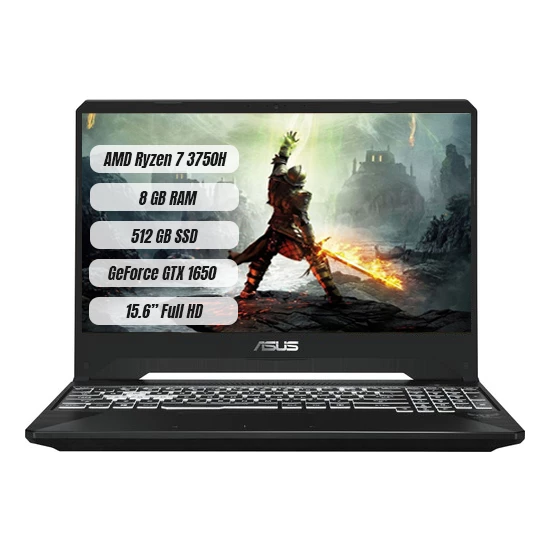 AMD Ryzen 7 3750H
8 GB RAM
512 GB SSD
GeForce GTX 1650
15.6” Full HD
ASUS